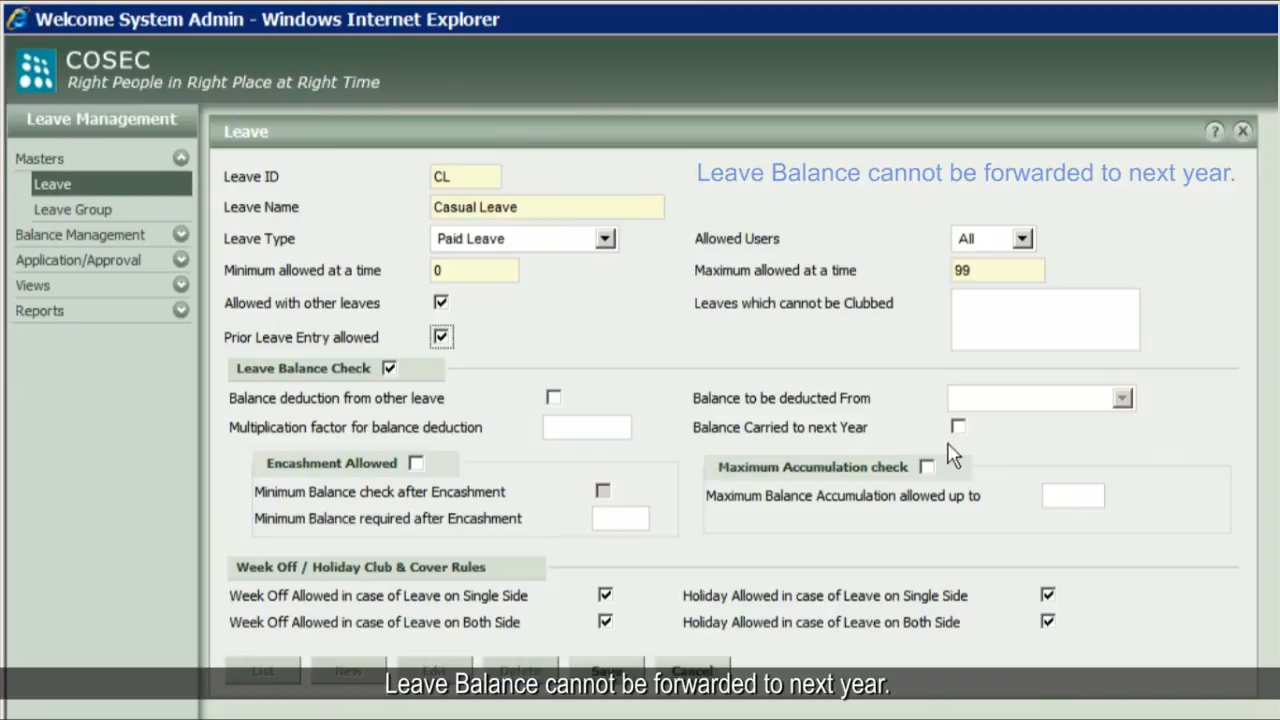 Welcome System Admin - Windows Internet Explorer
COSEC
Right People in Right Place at Right Time
Leave Management
Masters
Leave
Leave Group
Balance Management
Application/Approval
Views
Reports
Leave
?
Leave Balance cannot be forwarded to next year.
Leave ID CL
Leave Name Casual Leave
Leave Type Paid Leave Allowed Users All
Minimum allowed at a time 0 Maximum allowed at a time 99
Allowed with other leaves Leaves which cannot be Clubbed
Prior Leave Entry allowed
Leave Balance Check
Balance deduction from other leave Balance to be deducted From
Multiplication factor for balance deduction Balance Carried to next Year
Encashment Allowed Maximum Accumulation check
Minimum Balance check after Encashment Maximum Balance Accumulation allowed up to
Minimum Balance required after Encashment
Week Off / Holiday Club & Cover Rules
Week Off Allowed in case of Leave on Single Side Holiday Allowed in case of Leave on Single Side
Week Off Allowed in case of Leave on Both Side Holiday Allowed in case of Leave on Both Side
List New Edit Delete Save Cancel
Leave Balance cannot be forwarded to next year.